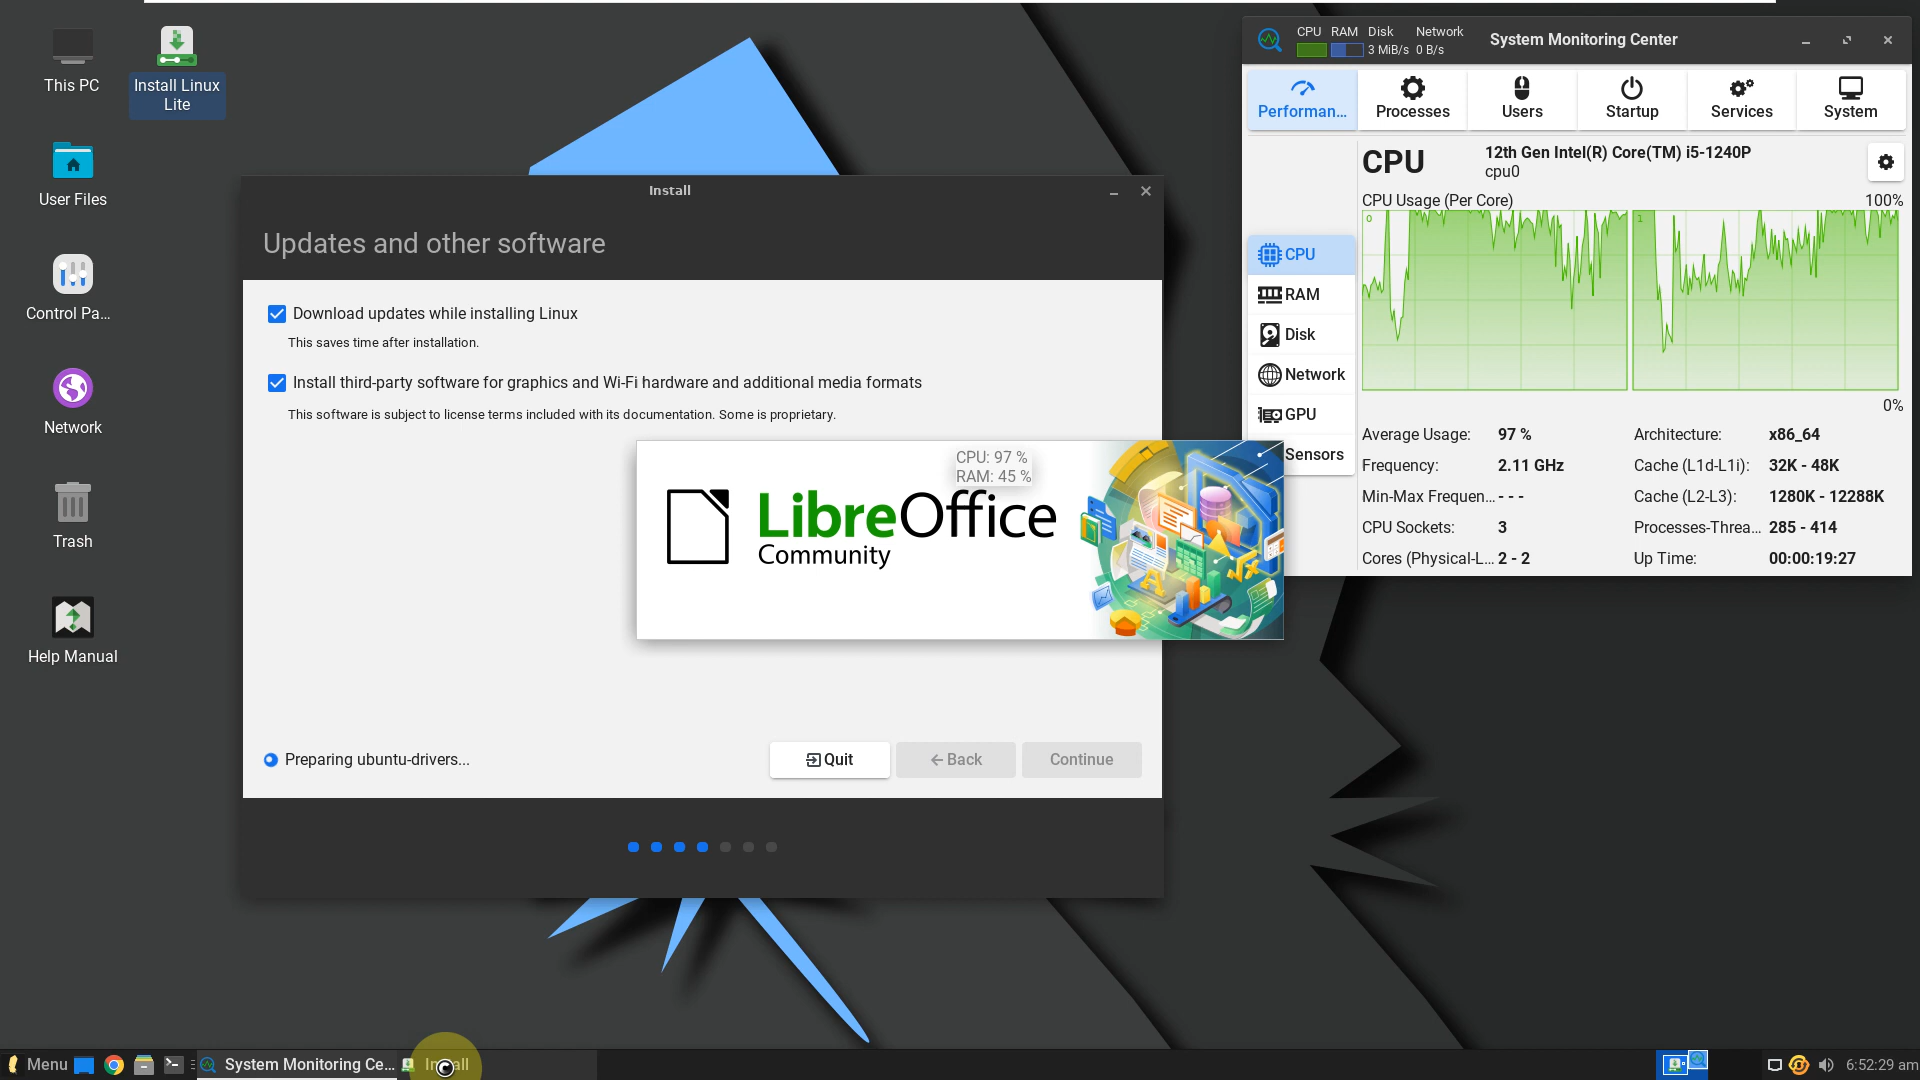 This PC
Install Linux
Lite
User Files
Control Pa...
Network
Trash
Help Manual
CPU RAM Disk Network
3 MiB/s 0 B/s
System Monitoring Center
Performan...
Processes
Users
Startup
Services
System
CPU
RAM
Disk
Network
GPU
Sensors
CPU
12th Gen Intel(R) Core(TM) i5-1240P
cpu0
CPU Usage (Per Core)
100%
0
1
0%
Average Usage: 97 %
Frequency: 2.11 GHz
Min-Max Frequen... - - -
CPU Sockets: 3
Cores (Physical-L... 2 - 2
Architecture: x86_64
Cache (L1d-L1i): 32K - 48K
Cache (L2-L3): 1280K - 12288K
Processes-Threa... 285 - 414
Up Time: 00:00:19:27
Install
Updates and other software
Download updates while installing Linux
This saves time after installation.
Install third-party software for graphics and Wi-Fi hardware and additional media formats
This software is subject to license terms included with its documentation. Some is proprietary.
CPU: 97 %
RAM: 45 %
LibreOffice
Community
Preparing ubuntu-drivers...
Quit
Back
Continue
Menu
System Monitoring Ce...
6:52:29 am